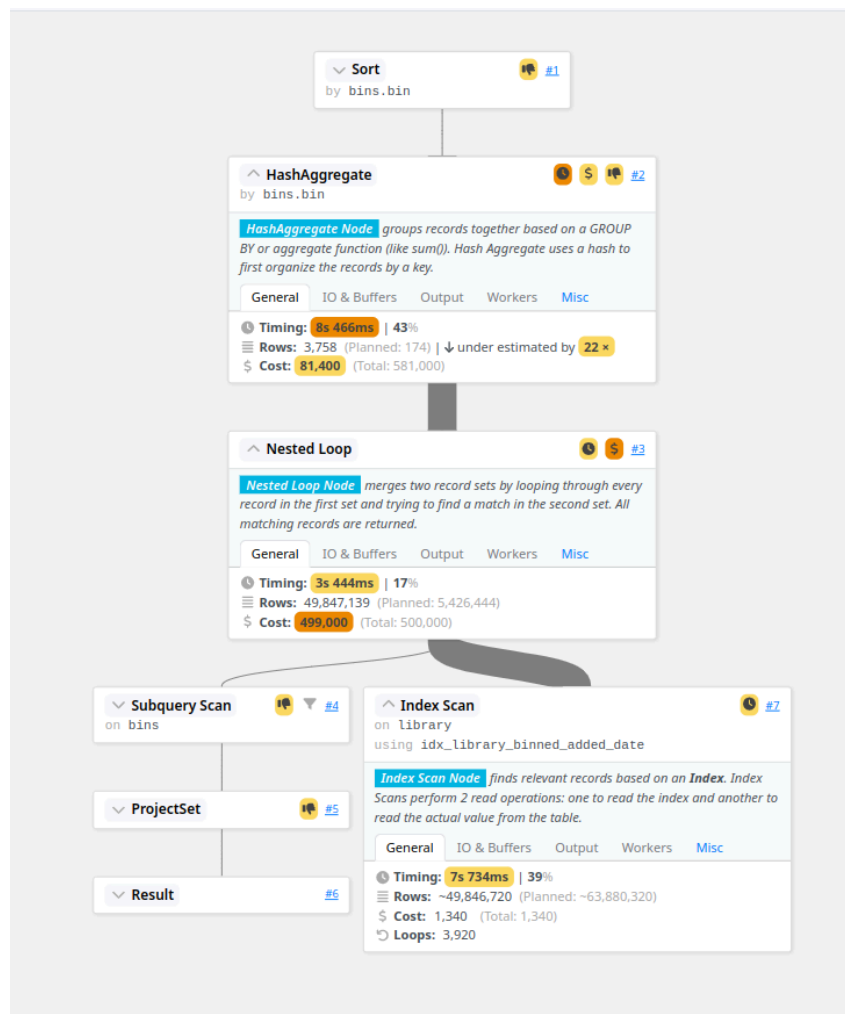 Sort #1
by bins.bin
HashAggregate $ #2
by bins.bin
HashAggregate Node groups records together based on a GROUP
BY or aggregate function (like sum()). Hash Aggregate uses a hash to
first organize the records by a key.
General IO & Buffers Output Workers Misc
Timing: 8s 466ms | 43%
Rows: 3,758 (Planned: 174) | ↓ under estimated by 22 ×
$ Cost: 81,400 (Total: 581,000)
Nested Loop $ #3
Nested Loop Node merges two record sets by looping through every
record in the first set and trying to find a match in the second set. All
matching records are returned.
General IO & Buffers Output Workers Misc
Timing: 3s 444ms | 17%
Rows: 49,847,139 (Planned: 5,426,444)
$ Cost: 499,000 (Total: 500,000)
Subquery Scan #4
on bins
ProjectSet #5
Result #6
Index Scan #7
on library
using idx_library_binned_added_date
Index Scan Node finds relevant records based on an Index. Index
Scans perform 2 read operations: one to read the index and another to
read the actual value from the table.
General IO & Buffers Output Workers Misc
Timing: 7s 734ms | 39%
Rows: ~49,846,720 (Planned: ~63,880,320)
$ Cost: 1,340 (Total: 1,340)
Loops: 3,920